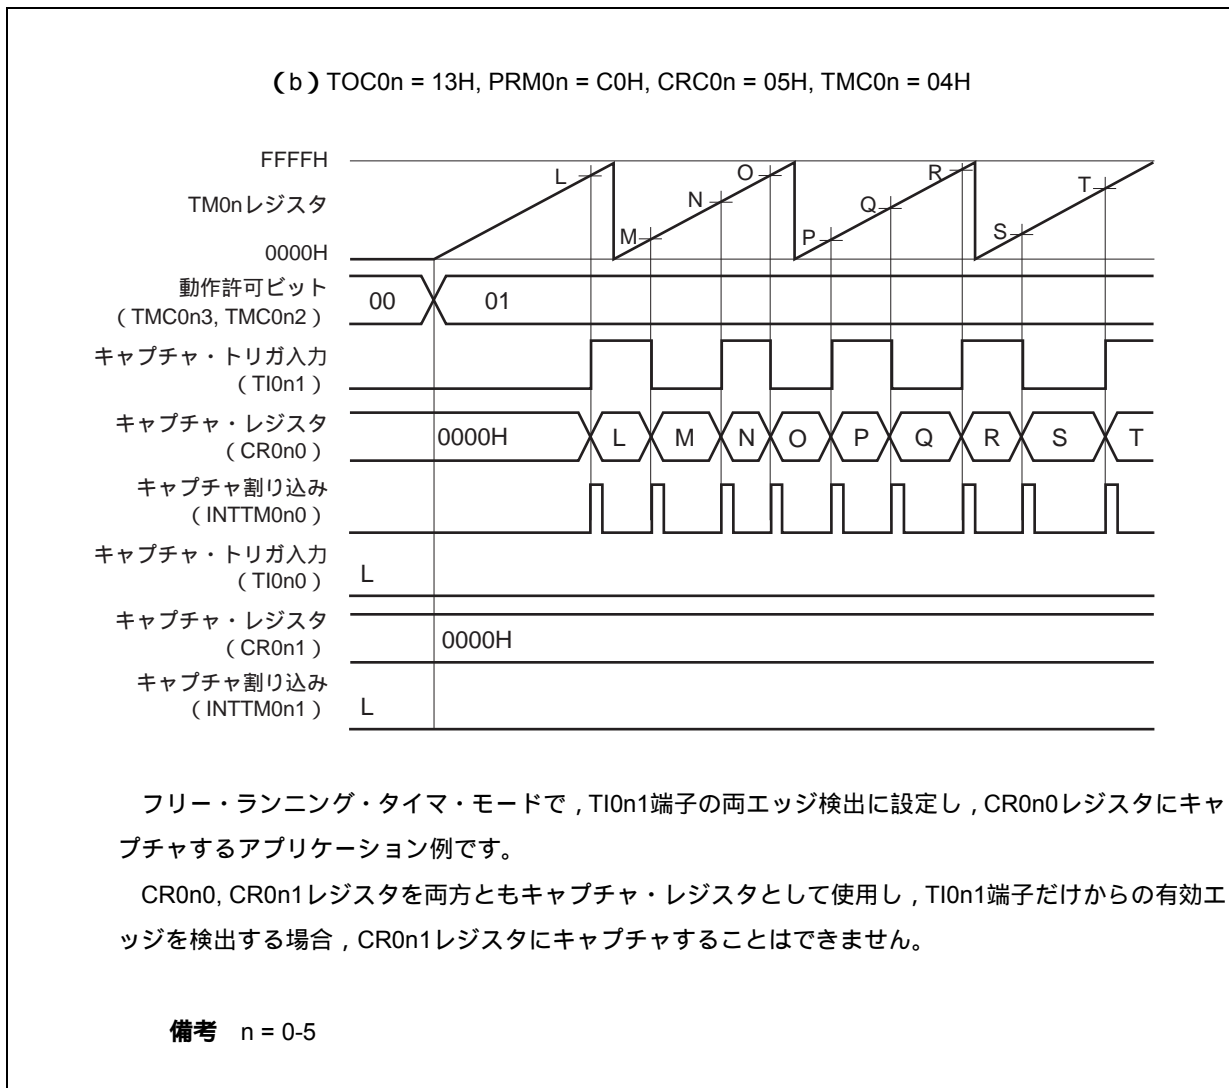 （b）TOC0n = 13H, PRM0n = C0H, CRC0n = 05H, TMC0n = 04H
FFFFH
TM0nレジスタ
0000H
L
M
N
O
P
Q
R
S
T
動作許可ビット
（TMC0n3, TMC0n2）
00
01
キャプチャ・トリガ入力
（TI0n1）
キャプチャ・レジスタ
（CR0n0）
0000H
L
M
N
O
P
Q
R
S
T
キャプチャ割り込み
（INTTM0n0）
キャプチャ・トリガ入力
（TI0n0）
L
キャプチャ・レジスタ
（CR0n1）
0000H
キャプチャ割り込み
（INTTM0n1）
L
フリー・ランニング・タイマ・モードで，TI0n1端子の両エッジ検出に設定し，CR0n0レジスタにキャ
プチャするアプリケーション例です。
CR0n0, CR0n1レジスタを両方ともキャプチャ・レジスタとして使用し，TI0n1端子だけからの有効エ
ッジを検出する場合，CR0n1レジスタにキャプチャすることはできません。
備考 n = 0-5